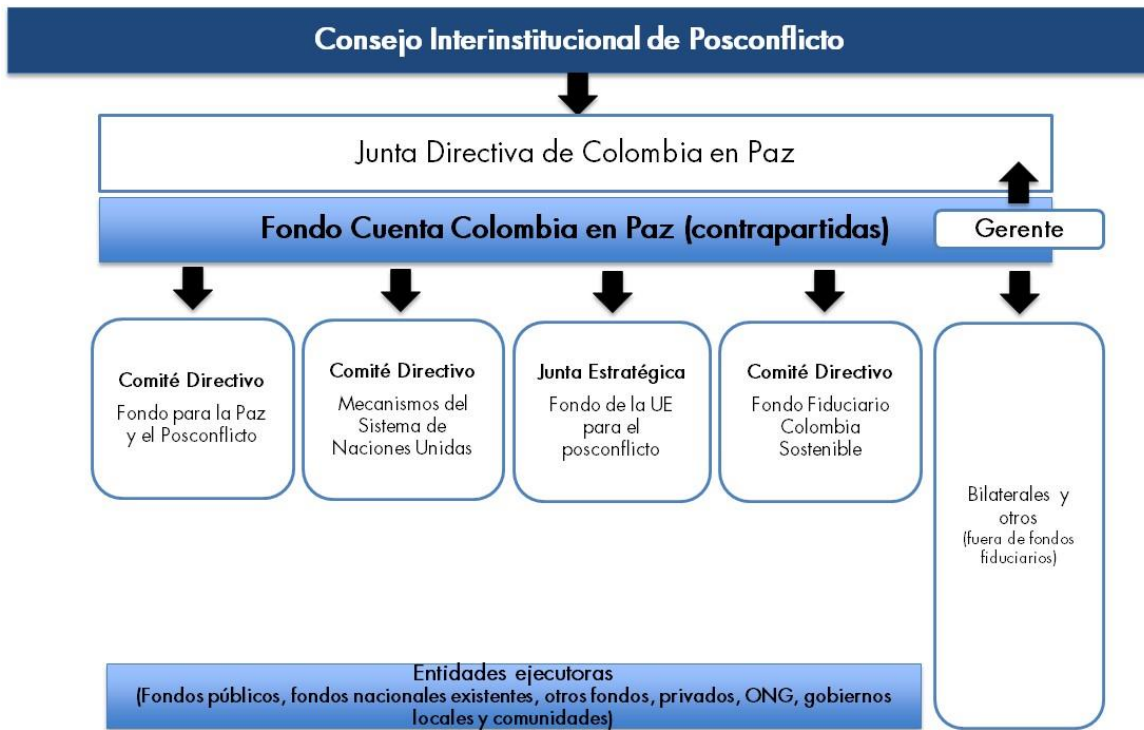 Consejo Interinstitucional de Posconflicto
Junta Directiva de Colombia en Paz
Fondo Cuenta Colombia en Paz (contrapartidas)
Gerente
Comité Directivo
Fondo para la Paz
y el Posconflicto
Comité Directivo
Mecanismos del
Sistema de
Naciones Unidas
Junta Estratégica
Fondo de la UE
para el
posconflicto
Comité Directivo
Fondo Fiduciario
Colombia
Sostenible
Bilaterales y
otros
(fuera de fondos
fiduciarios)
Entidades ejecutoras
(Fondos públicos, fondos nacionales existentes, otros fondos, privados, ONG, gobiernos
locales y comunidades)